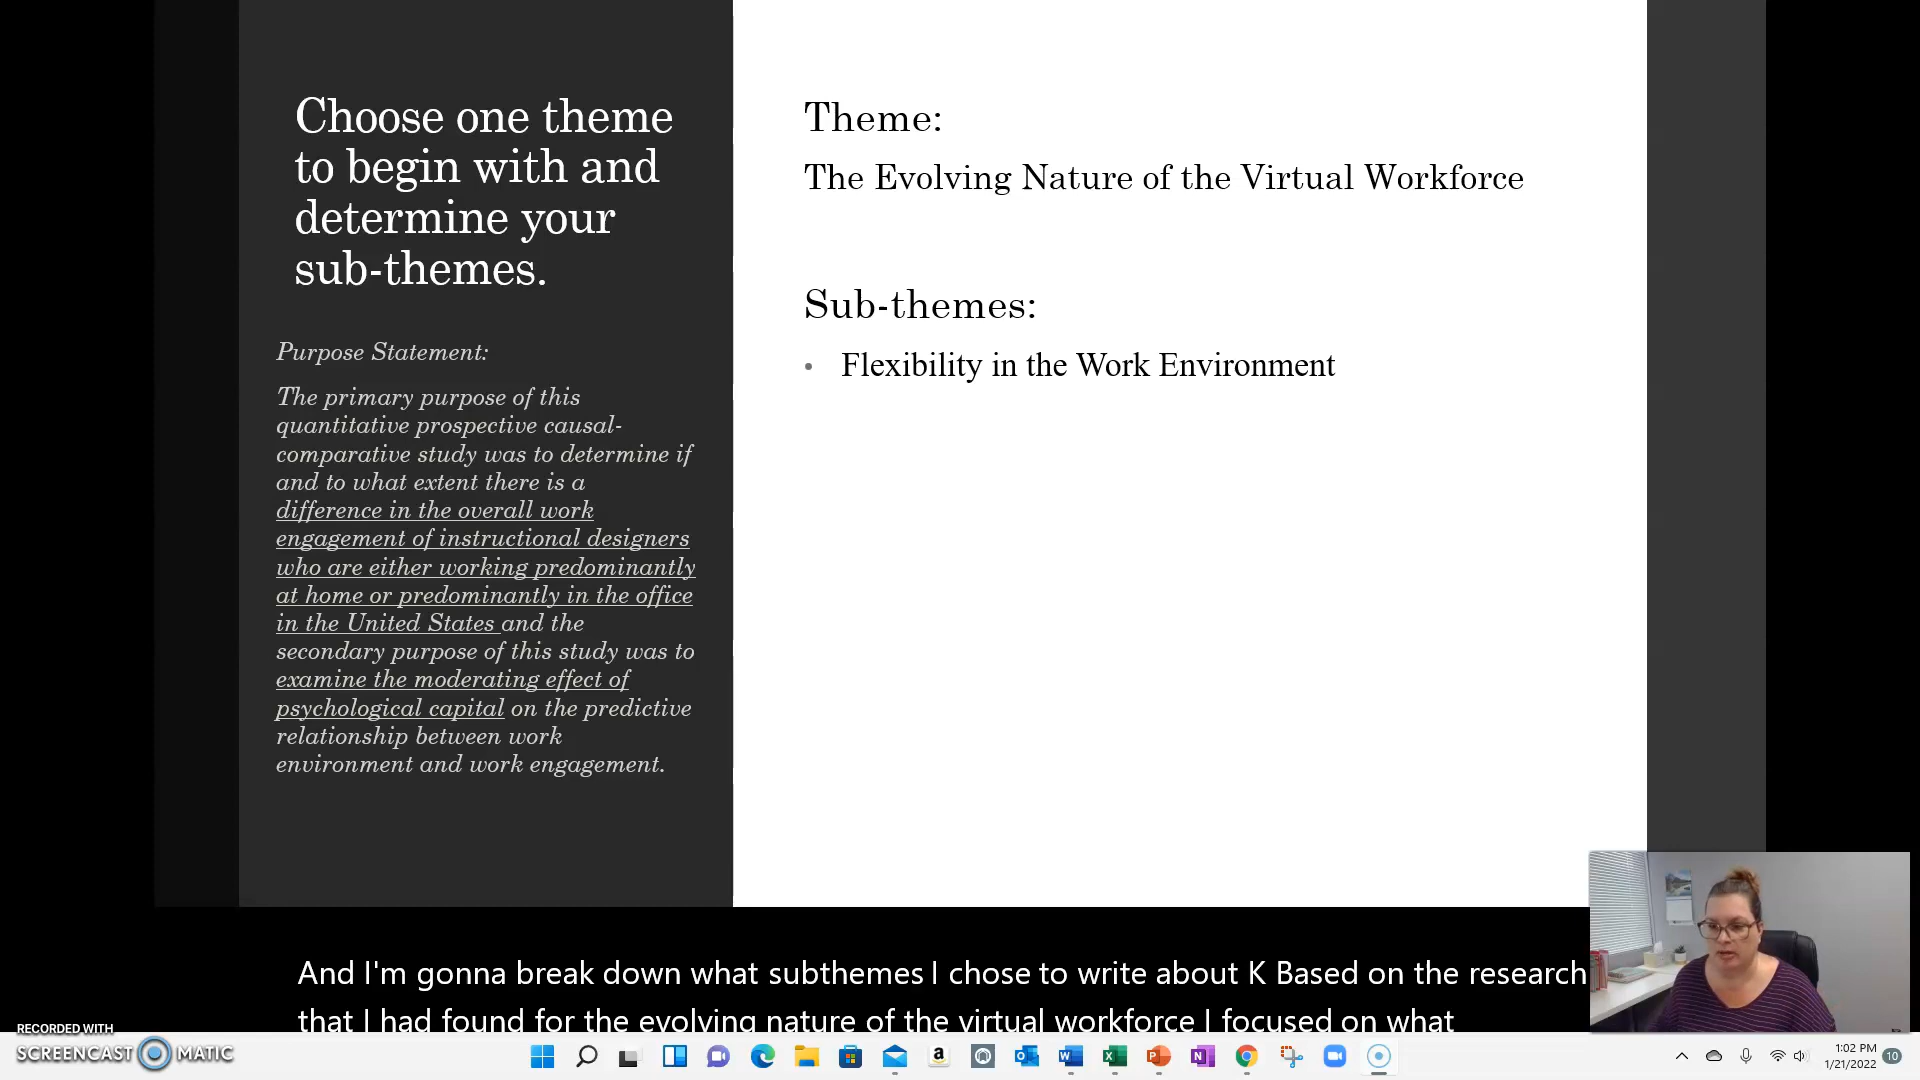 Choose one theme
to begin with and
determine your
sub-themes.
Purpose Statement:
The primary purpose of this
quantitative prospective causal-
comparative study was to determine if
and to what extent there is a
difference in the overall work
engagement of instructional designers
who are either working predominantly
at home or predominantly in the office
in the United States and the
secondary purpose of this study was to
examine the moderating effect of
psychological capital on the predictive
relationship between work
environment and work engagement.
Theme:
The Evolving Nature of the Virtual Workforce
Sub-themes:
• Flexibility in the Work Environment
And I'm gonna break down what subthemes I chose to write about K Based on the research
that I had found for the evolving nature of the virtual workforce I focused on what
RECORDED WITH
SCREENCAST MATIC
1:02 PM
1/21/2022
10